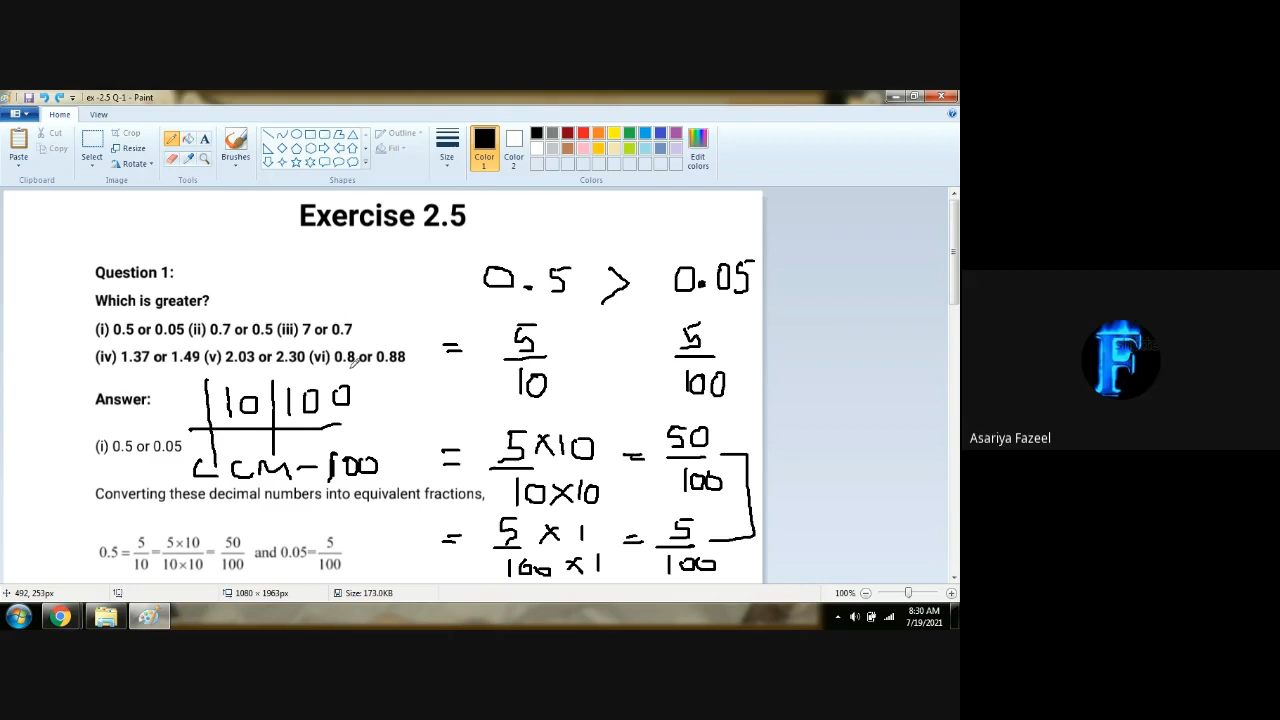 ex -2.5 Q-1 - Paint
Home View
Paste
Cut
Copy
Clipboard
Select
Crop
Resize
Rotate
Image
A
Tools
Brushes
Outline
Fill
Shapes
Size
Color 1
Color 2
Edit colors
Colors
Exercise 2.5
Question 1:
Which is greater?
(i) 0.5 or 0.05 (ii) 0.7 or 0.5 (iii) 7 or 0.7
(iv) 1.37 or 1.49 (v) 2.03 or 2.30 (vi) 0.8 or 0.88
Answer:
(i) 0.5 or 0.05
Converting these decimal numbers into equivalent fractions,
0.5 = 5/10 = 5×10/10×10 = 50/100 and 0.05= 5/100
10 | 100
LCM - 100
0.5 > 0.05
= 5/10 5/100
= 5×10/10×10 = 50/100
= 5×1/100×1 = 5/100
492, 253px
1080 × 1963px
Size: 173.0KB
100%
8:30 AM
7/19/2021
F
Asariya Fazeel